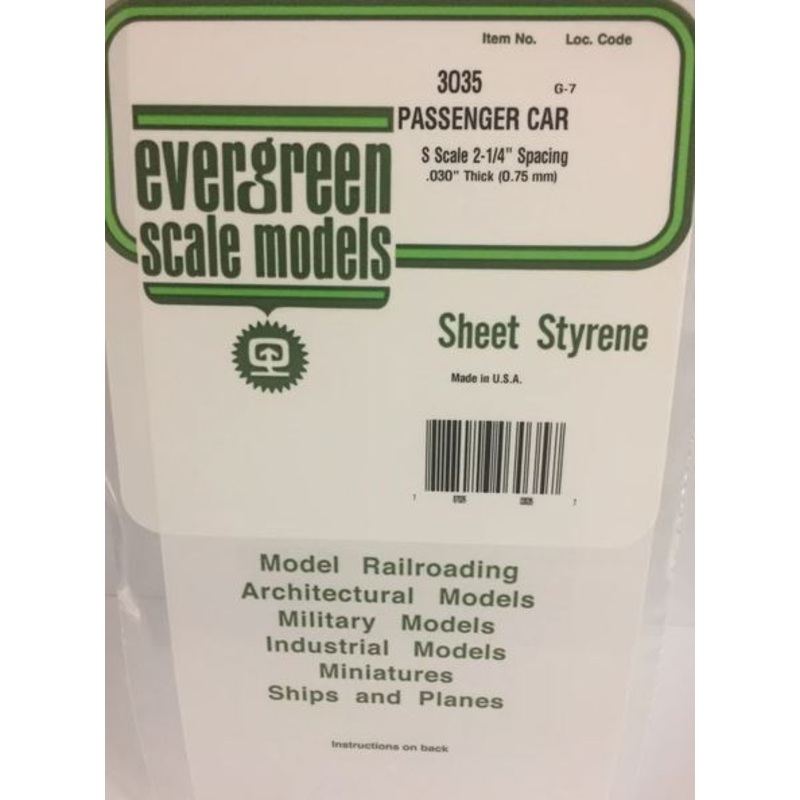 Item No. Loc. Code
3035 G-7
PASSENGER CAR
S Scale 2-1/4" Spacing
.030" Thick (0.75 mm)
evergreen
scale models
Sheet Styrene
Made in U.S.A.
Model Railroading
Architectural Models
Military Models
Industrial Models
Miniatures
Ships and Planes
Instructions on back